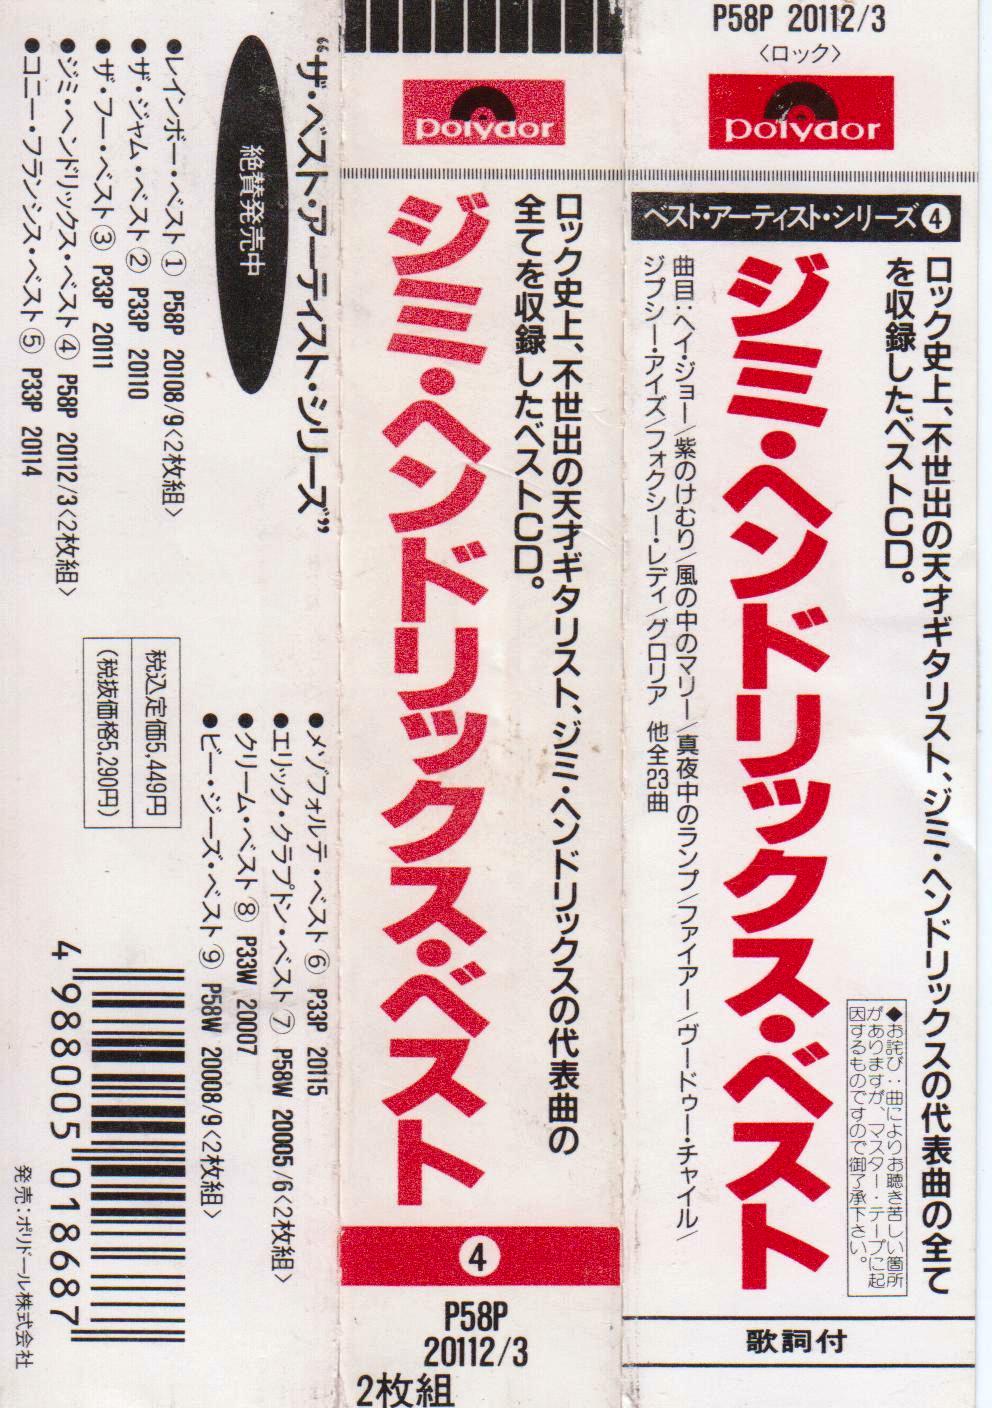 P58P 20112/3
〈ロック〉
polydor
ベスト・アーティスト・シリーズ④
ロック史上、不世出の天才ギタリスト、ジミ・ヘンドリックスの代表曲の全て
を収録したベストCD。
ジミ・ヘンドリックス・ベスト
曲目:ヘイ・ジョー/紫のけむり/風の中のマリー/真夜中のランプ/ファイアー/ヴードゥー・チャイル/
ジプシー・アイズ/フォクシー・レディ/グロリア 他全23曲
◆お詫び:曲によりお聴き苦しい箇所
がありますが、マスター・テープに起
因するものですので御了承下さい。
歌詞付
polydor
ロック史上、不世出の天才ギタリスト、ジミ・ヘンドリックスの代表曲の
全てを収録したベストCD。
ジミ・ヘンドリックス・ベスト
④
P58P
20112/3
2枚組
“ザ・ベスト・アーティスト・シリーズ”
絶賛発売中
●レインボー・ベスト① P58P 20108/9〈2枚組〉
●ザ・ジャム・ベスト② P33P 20110
●ザ・フー・ベスト③ P33P 20111
●ジミ・ヘンドリックス・ベスト④ P58P 20112/3〈2枚組〉
●コニー・フランシス・ベスト⑤ P33P 20114
●メゾフォルテ・ベスト⑥ P33P 20115
●エリック・クラプトン・ベスト⑦ P58W 20005/6〈2枚組〉
●クリーム・ベスト⑧ P33W 20007
●ビー・ジーズ・ベスト⑨ P58W 20008/9〈2枚組〉
税込定価5,449円
(税抜価格5,290円)
4 988005 018687
発売:ポリドール株式会社